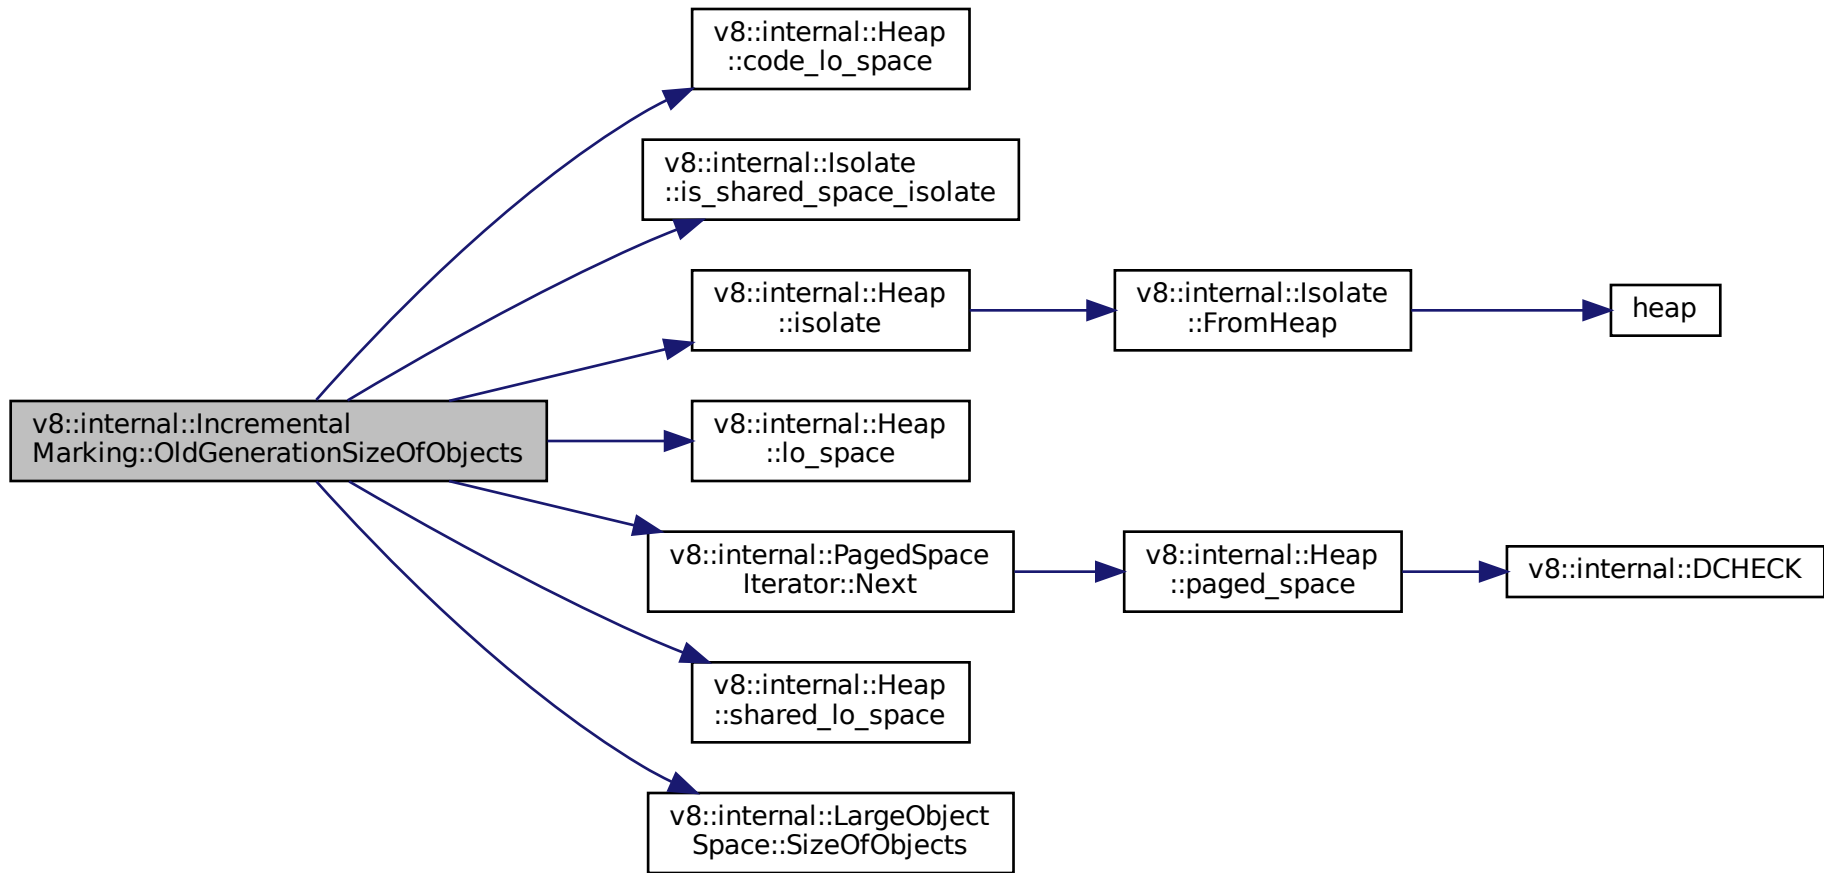 v8::internal::Heap
::code_lo_space
v8::internal::Isolate
::is_shared_space_isolate
v8::internal::Heap
::isolate
v8::internal::Isolate
::FromHeap
heap
v8::internal::Incremental
Marking::OldGenerationSizeOfObjects
v8::internal::Heap
::lo_space
v8::internal::PagedSpace
Iterator::Next
v8::internal::Heap
::paged_space
v8::internal::DCHECK
v8::internal::Heap
::shared_lo_space
v8::internal::LargeObject
Space::SizeOfObjects